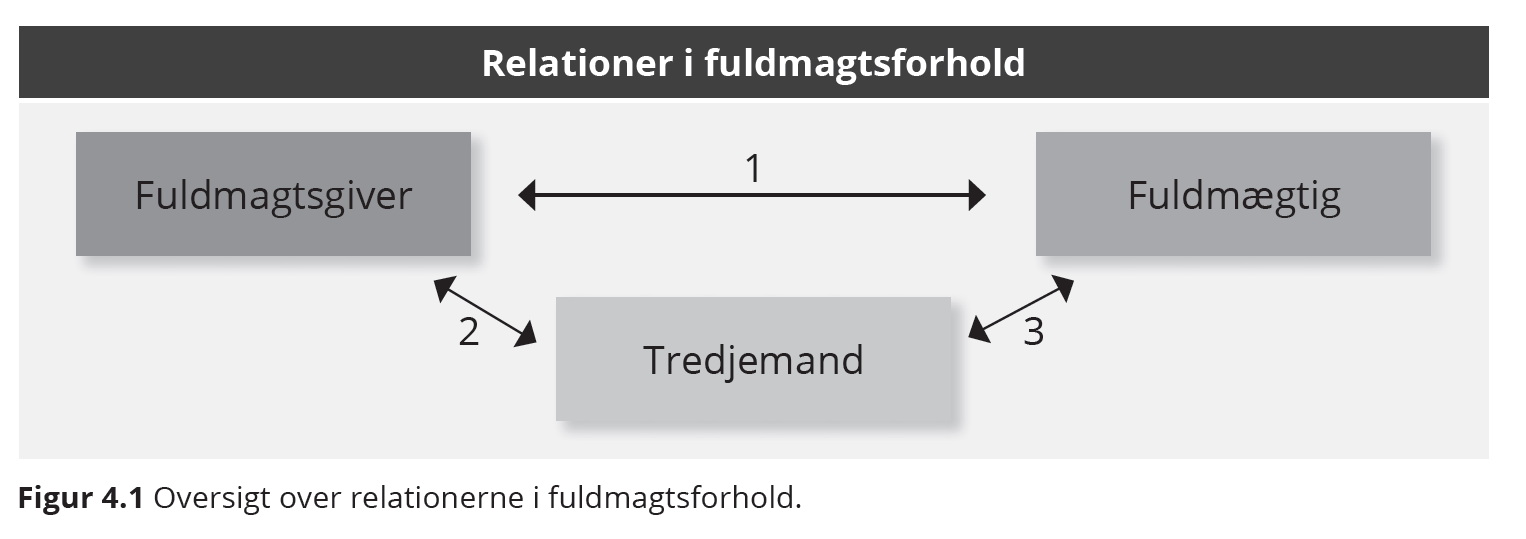 Relationer i fuldmagtsforhold
1
Fuldmagtsgiver
Fuldmægtig
2
3
Tredjemand
Figur 4.1 Oversigt over relationerne i fuldmagtsforhold.